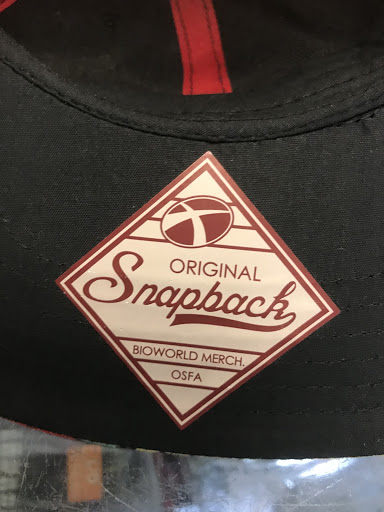 ORIGINAL
Snapback
BIOWORLD MERCH.
OSFA